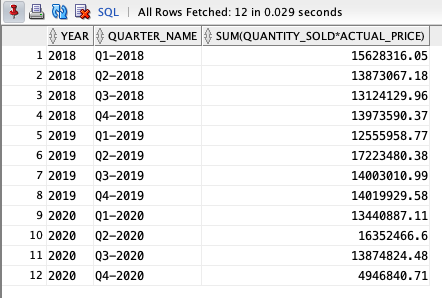 SQL | All Rows Fetched: 12 in 0.029 seconds
YEAR QUARTER_NAME SUM(QUANTITY_SOLD*ACTUAL_PRICE)
1 2018 Q1-2018 15628316.05
2 2018 Q2-2018 13873067.18
3 2018 Q3-2018 13124129.96
4 2018 Q4-2018 13973590.37
5 2019 Q1-2019 12555958.77
6 2019 Q2-2019 17223480.38
7 2019 Q3-2019 14003010.99
8 2019 Q4-2019 14019929.58
9 2020 Q1-2020 13440887.11
10 2020 Q2-2020 16352466.6
11 2020 Q3-2020 13874824.48
12 2020 Q4-2020 4946840.71